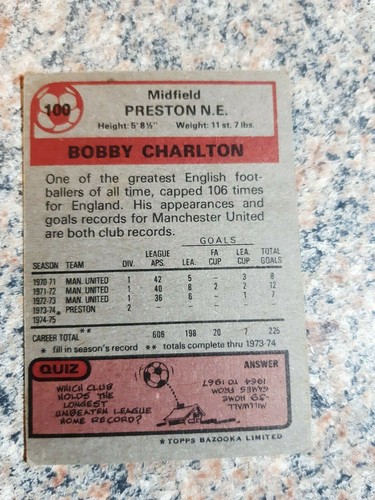 100
Midfield
PRESTON N.E.
Height: 5' 8½" Weight: 11 st. 7 lbs.
BOBBY CHARLTON
One of the greatest English foot-
ballers of all time, capped 106 times
for England. His appearances and
goals records for Manchester United
are both club records.
GOALS
LEAGUE FA LEA. TOTAL
SEASON TEAM DIV. APS. LEA. CUP CUP GOALS
1970-71 MAN. UNITED 1 42 5 — 3 8
1971-72 MAN. UNITED 1 40 8 2 2 12
1972-73 MAN. UNITED 1 36 6 — 1 7
1973-74 * PRESTON 2
1974-75
CAREER TOTAL ** 606 198 20 7 225
* fill in season's record ** totals complete thru 1973-74
QUIZ
WHICH CLUB
HOLDS THE
LONGEST
UNBEATEN LEAGUE
HOME RECORD?
ANSWER
MILLWALL
-59 HOME
GAMES FROM
1964 TO 1967
* TOPPS BAZOOKA LIMITED